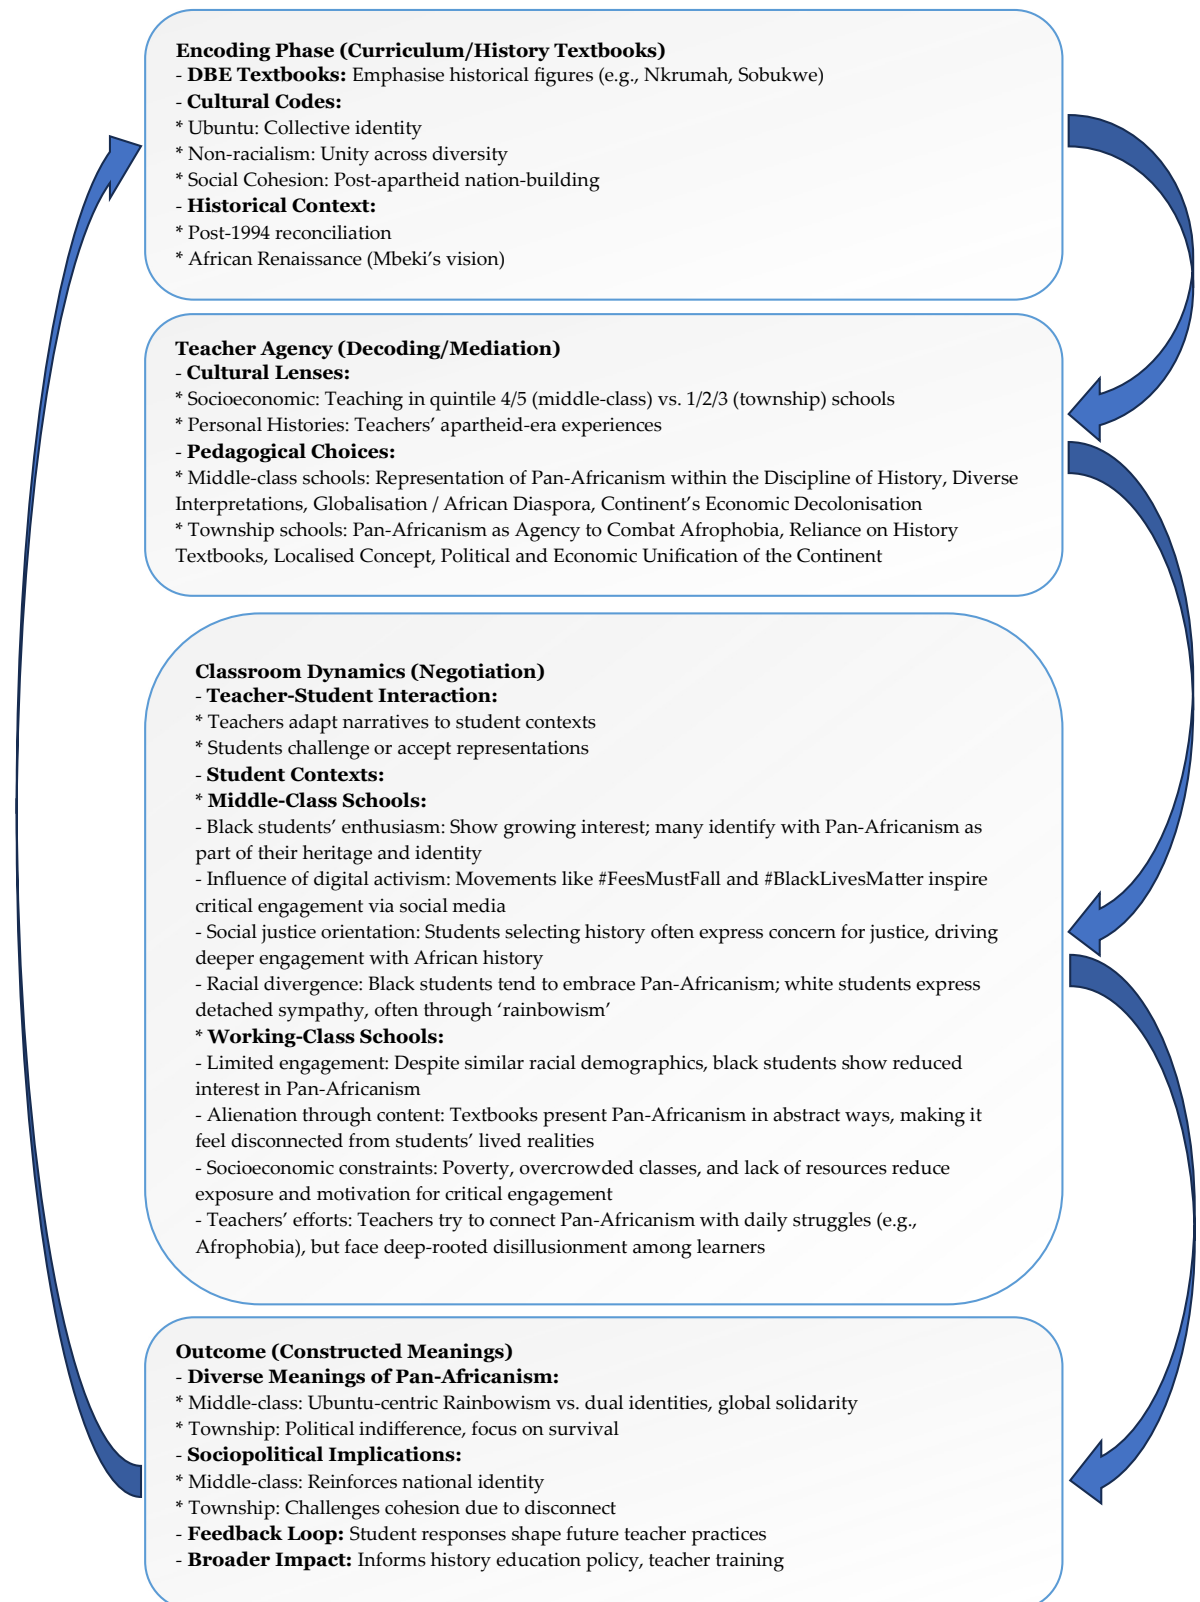 Encoding Phase (Curriculum/History Textbooks)
- DBE Textbooks: Emphasise historical figures (e.g., Nkrumah, Sobukwe)
- Cultural Codes:
* Ubuntu: Collective identity
* Non-racialism: Unity across diversity
* Social Cohesion: Post-apartheid nation-building
- Historical Context:
* Post-1994 reconciliation
* African Renaissance (Mbeki’s vision)
Teacher Agency (Decoding/Mediation)
- Cultural Lenses:
* Socioeconomic: Teaching in quintile 4/5 (middle-class) vs. 1/2/3 (township) schools
* Personal Histories: Teachers’ apartheid-era experiences
- Pedagogical Choices:
* Middle-class schools: Representation of Pan-Africanism within the Discipline of History, Diverse
Interpretations, Globalisation / African Diaspora, Continent’s Economic Decolonisation
* Township schools: Pan-Africanism as Agency to Combat Afrophobia, Reliance on History
Textbooks, Localised Concept, Political and Economic Unification of the Continent
Classroom Dynamics (Negotiation)
- Teacher-Student Interaction:
* Teachers adapt narratives to student contexts
* Students challenge or accept representations
- Student Contexts:
* Middle-Class Schools:
- Black students’ enthusiasm: Show growing interest; many identify with Pan-Africanism as
part of their heritage and identity
- Influence of digital activism: Movements like #FeesMustFall and #BlackLivesMatter inspire
critical engagement via social media
- Social justice orientation: Students selecting history often express concern for justice, driving
deeper engagement with African history
- Racial divergence: Black students tend to embrace Pan-Africanism; white students express
detached sympathy, often through ‘rainbowism’
* Working-Class Schools:
- Limited engagement: Despite similar racial demographics, black students show reduced
interest in Pan-Africanism
- Alienation through content: Textbooks present Pan-Africanism in abstract ways, making it
feel disconnected from students’ lived realities
- Socioeconomic constraints: Poverty, overcrowded classes, and lack of resources reduce
exposure and motivation for critical engagement
- Teachers’ efforts: Teachers try to connect Pan-Africanism with daily struggles (e.g.,
Afrophobia), but face deep-rooted disillusionment among learners
Outcome (Constructed Meanings)
- Diverse Meanings of Pan-Africanism:
* Middle-class: Ubuntu-centric Rainbowism vs. dual identities, global solidarity
* Township: Political indifference, focus on survival
- Sociopolitical Implications:
* Middle-class: Reinforces national identity
* Township: Challenges cohesion due to disconnect
- Feedback Loop: Student responses shape future teacher practices
- Broader Impact: Informs history education policy, teacher training